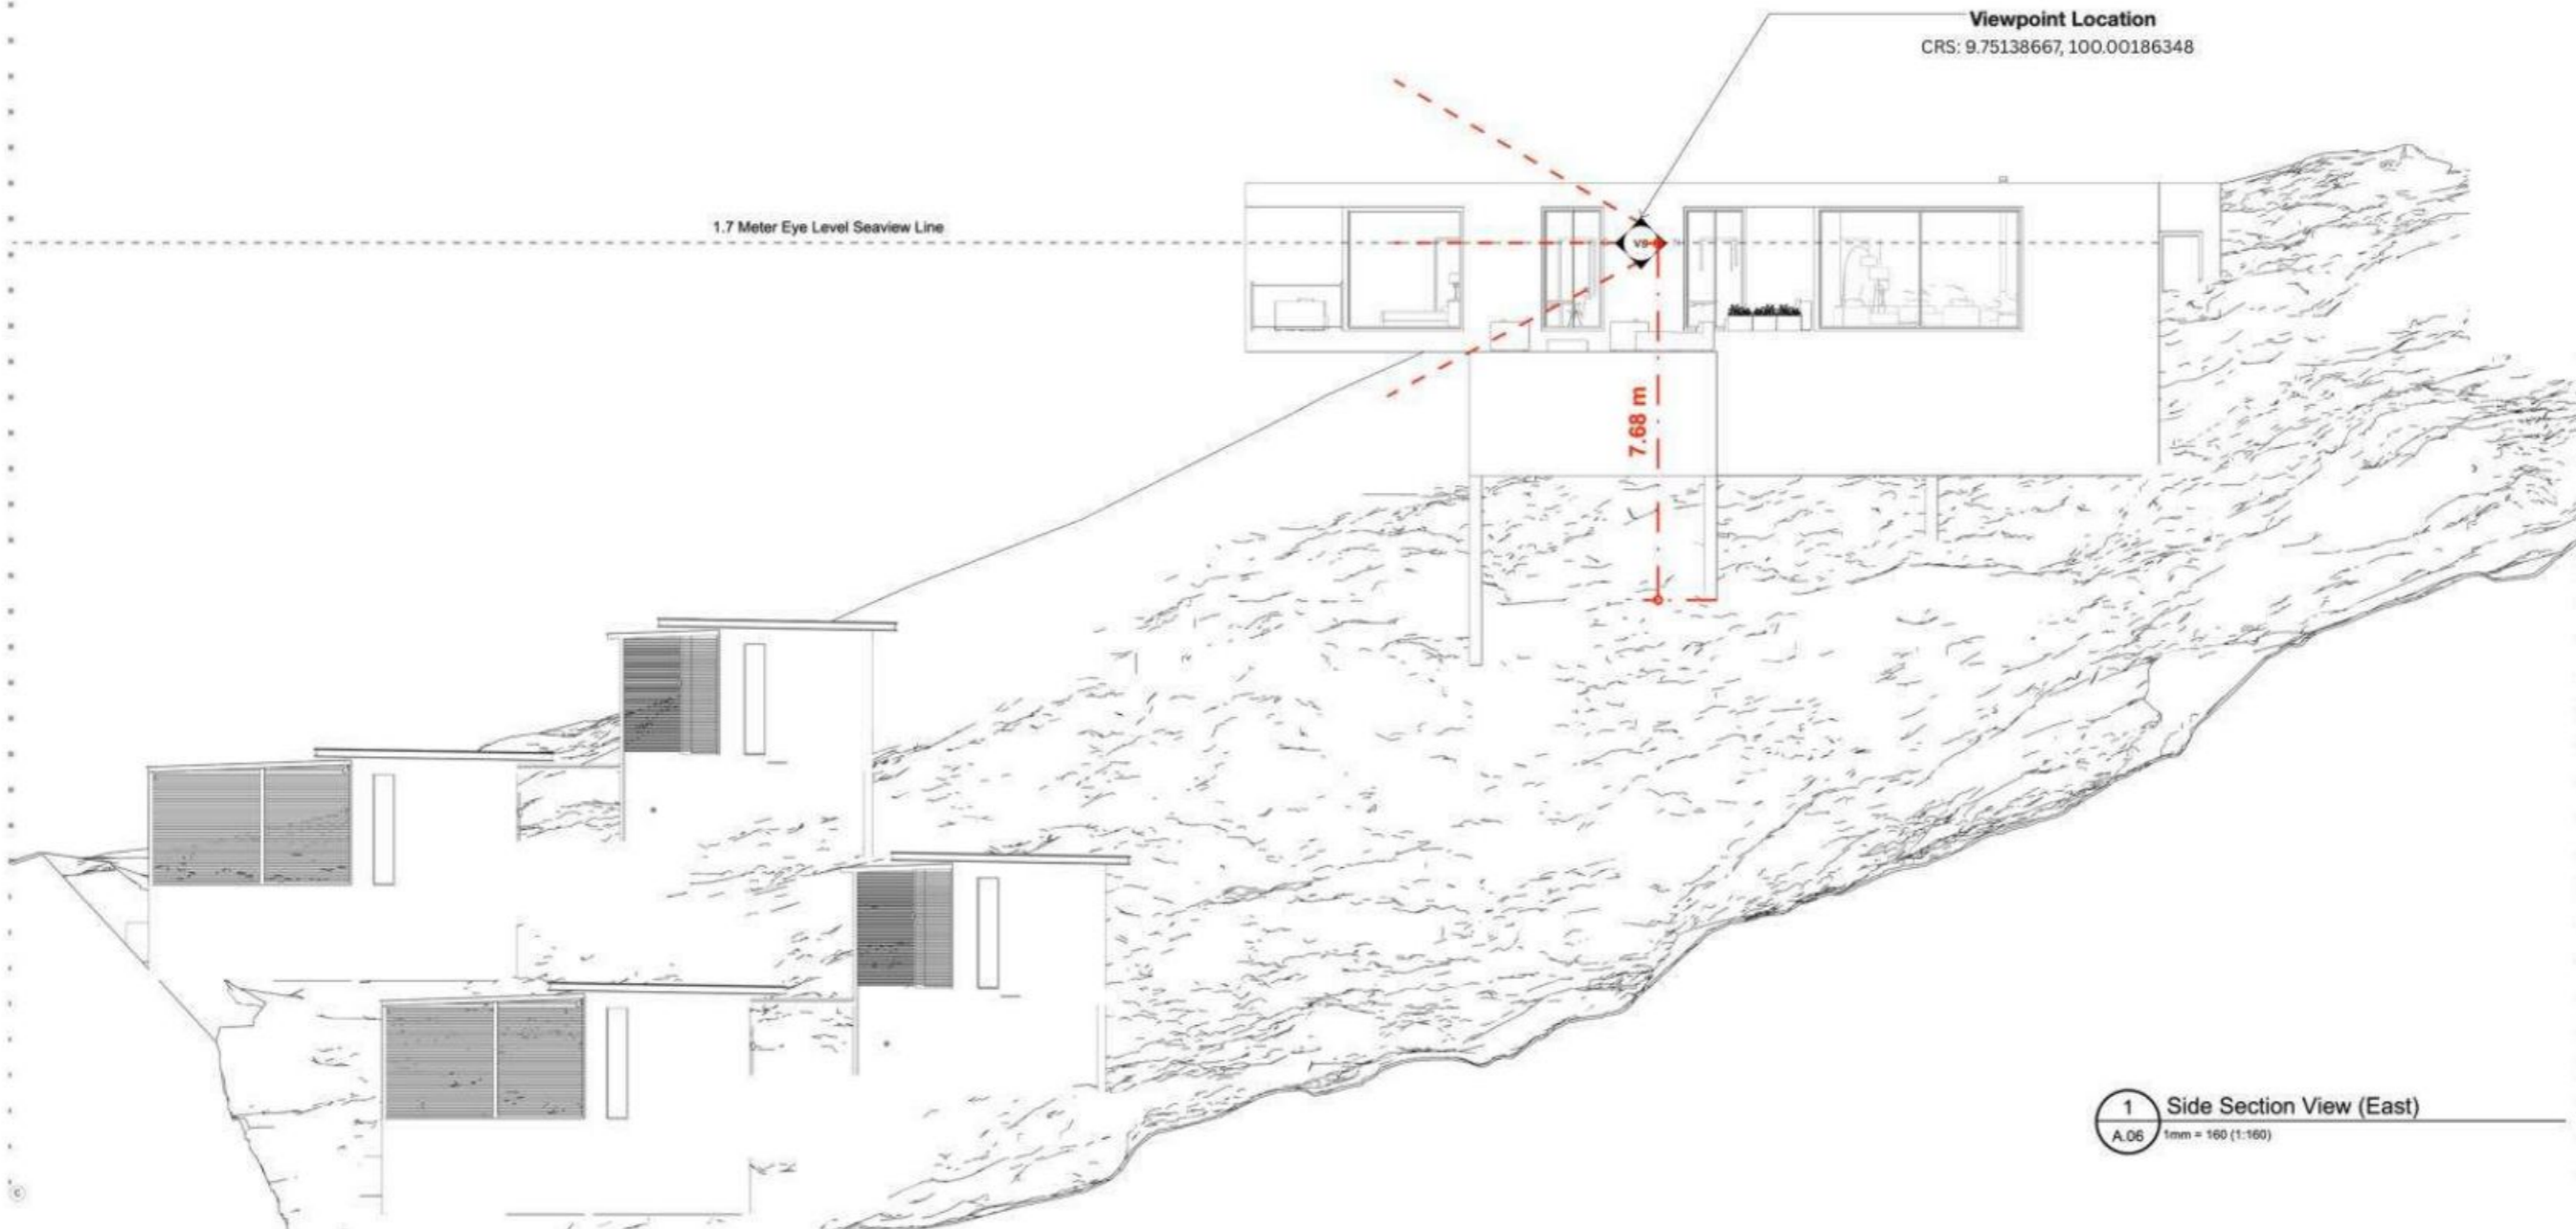 Viewpoint Location
CRS: 9.75138667, 100.00186348
1.7 Meter Eye Level Seaview Line
VS
7.68 m
1
Side Section View (East)
A.06
1mm = 160 (1:160)
C